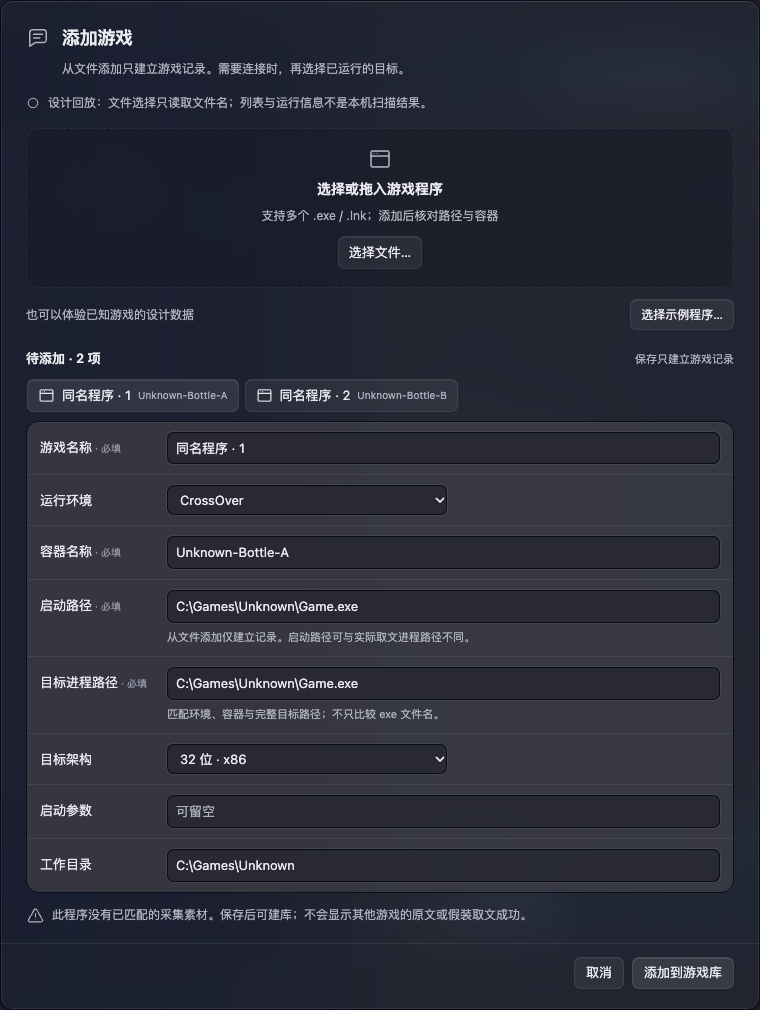 添加游戏
从文件添加只建立游戏记录。需要连接时，再选择已运行的目标。
设计回放：文件选择只读取文件名；列表与运行信息不是本机扫描结果。
选择或拖入游戏程序
支持多个 .exe / .lnk；添加后核对路径与容器
选择文件...
也可以体验已知游戏的设计数据
选择示例程序...
待添加 · 2 项
保存只建立游戏记录
同名程序 · 1 Unknown-Bottle-A
同名程序 · 2 Unknown-Bottle-B
游戏名称 · 必填
同名程序 · 1
运行环境
CrossOver
容器名称 · 必填
Unknown-Bottle-A
启动路径 · 必填
C:\Games\Unknown\Game.exe
从文件添加仅建立记录。启动路径可与实际取文进程路径不同。
目标进程路径 · 必填
C:\Games\Unknown\Game.exe
匹配环境、容器与完整目标路径；不只比较 exe 文件名。
目标架构
32 位 · x86
启动参数
可留空
工作目录
C:\Games\Unknown
此程序没有已匹配的采集素材。保存后可建库；不会显示其他游戏的原文或假装取文成功。
取消
添加到游戏库